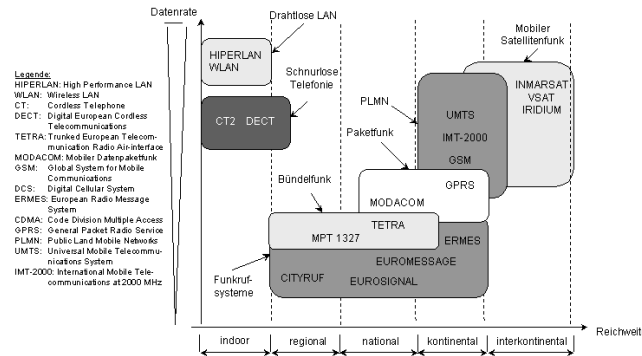 Datenrate
Drahtlose LAN
HIPERLAN
WLAN
Mobiler
Satellitenfunk
Schnurlose
Telefonie
INMARSAT
VSAT
IRIDIUM
Legende:
HIPERLAN: High Performance LAN
WLAN: Wireless LAN
CT: Cordless Telephone
DECT: Digital European Cordless
Telecommunications
TETRA: Trunked European Telecom-
munication Radio Air-interface
MODACOM: Mobiler Datenpaketfunk
GSM: Global System for Mobile
Communications
DCS: Digital Cellular System
ERMES: European Radio Message
System
CDMA: Code Division Multiple Access
GPRS: General Packet Radio Service
PLMN: Public Land Mobile Networks
UMTS: Universal Mobile Telecommu-
nications System
IMT-2000: International Mobile Tele-
communications at 2000 MHz
CT2 DECT
PLMN
UMTS
IMT-2000
GSM
Paketfunk
GPRS
MODACOM
Bündelfunk
TETRA
MPT 1327
ERMES
EUROMESSAGE
CITYRUF
EUROSIGNAL
Funkruf-
systeme
Reichweit
indoor
regional
national
kontinental
interkontinental